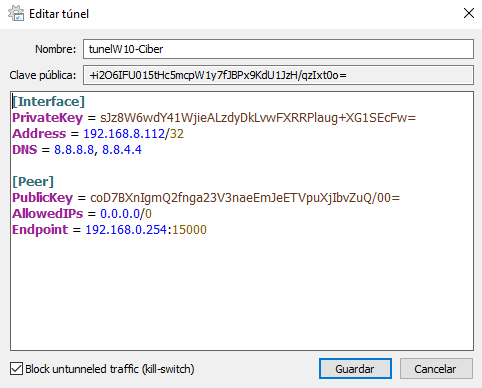 Editar túnel
Nombre: tunelW10-Ciber
Clave pública: +i2O6IFU015tHc5mcpW1y7fJBPx9KdU1JzH/qzIxt0o=
[Interface]
PrivateKey = sJz8W6wdY41WjieALzdyDkLvwFXRRPlaug+XG1SEcFw=
Address = 192.168.8.112/32
DNS = 8.8.8.8, 8.8.4.4
[Peer]
PublicKey = coD7BXnIgmQ2fnga23V3naeEmJeETVpuXjIbvZuQ/00=
AllowedIPs = 0.0.0.0/0
Endpoint = 192.168.0.254:15000
Block untunneled traffic (kill-switch)
Guardar
Cancelar